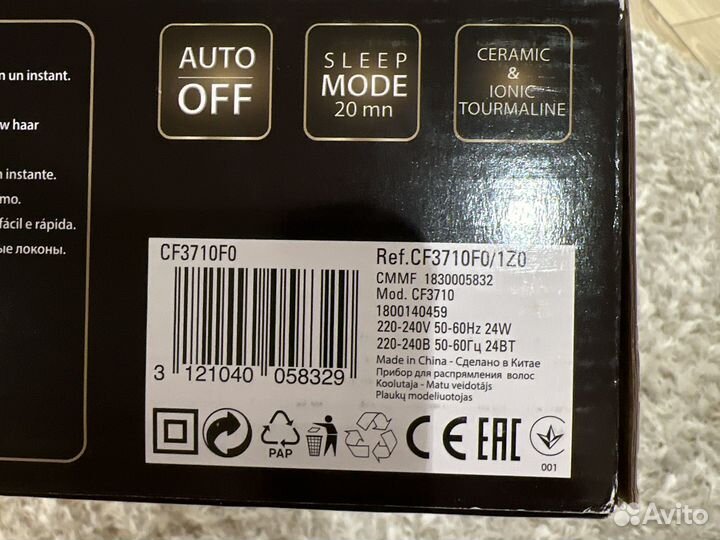 n un instant.
w haar
n instante.
mo.
fácil e rápida.
ые локоны.
AUTO
OFF
SLEEP
MODE
20 mn
CERAMIC
&
IONIC
TOURMALINE
CF3710F0
3 121040 058329
Ref.CF3710F0/1Z0
CMMF 1830005832
Mod. CF3710
1800140459
220-240V 50-60Hz 24W
220-240В 50-60Гц 24ВТ
Made in China - Сделано в Китае
Прибор для распрямления волос
Koolutaja - Matu veidotājs
Plaukų modeliuotojas
PAP
CE EAC
001
Avito